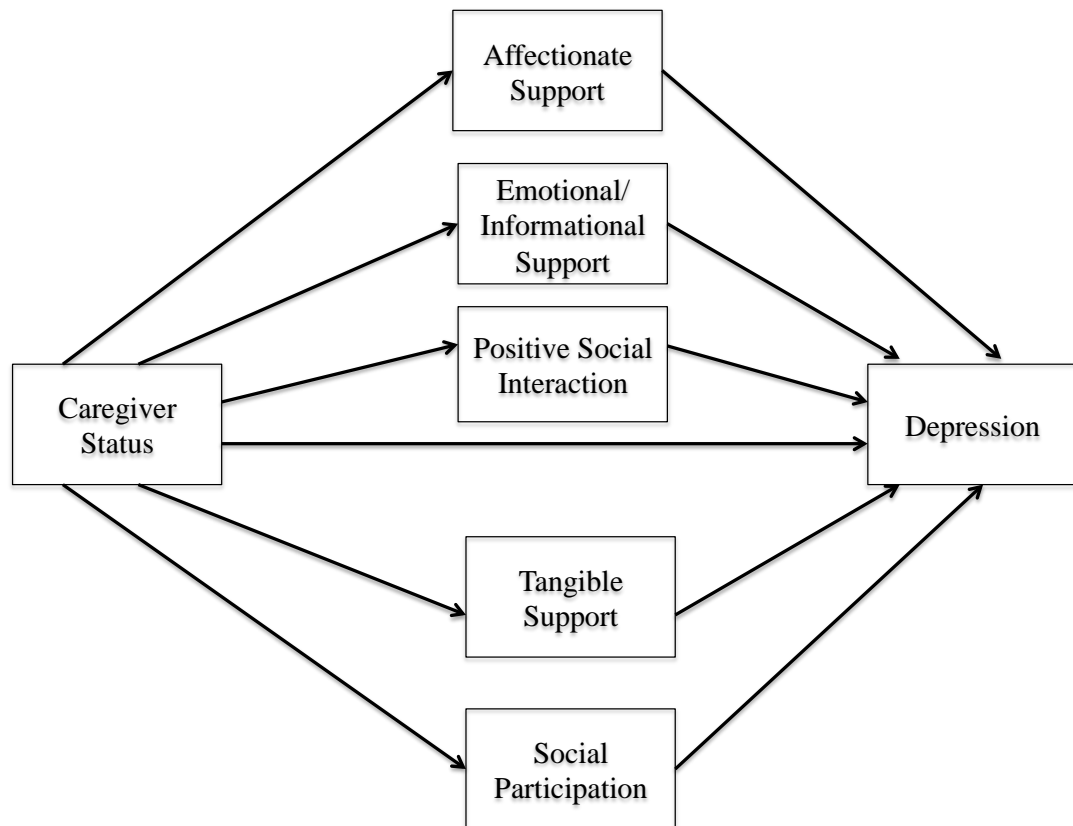 Affectionate
Support
Emotional/
Informational
Support
Positive Social
Interaction
Caregiver
Status
Depression
Tangible
Support
Social
Participation